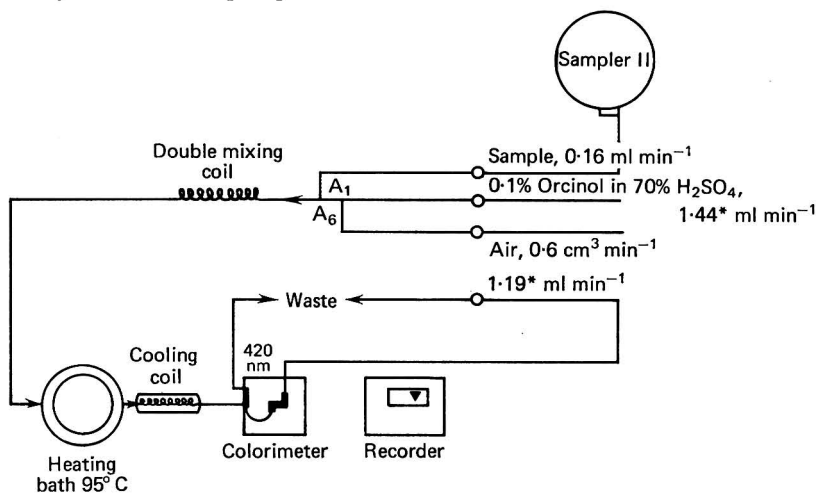 Sampler II
Sample, 0·16 ml min⁻¹
Double mixing
coil
A₁
0·1% Orcinol in 70% H₂SO₄,
1·44* ml min⁻¹
A₆
Air, 0·6 cm³ min⁻¹
1·19* ml min⁻¹
Waste
420
nm
Cooling
coil
Colorimeter
Recorder
Heating
bath 95° C